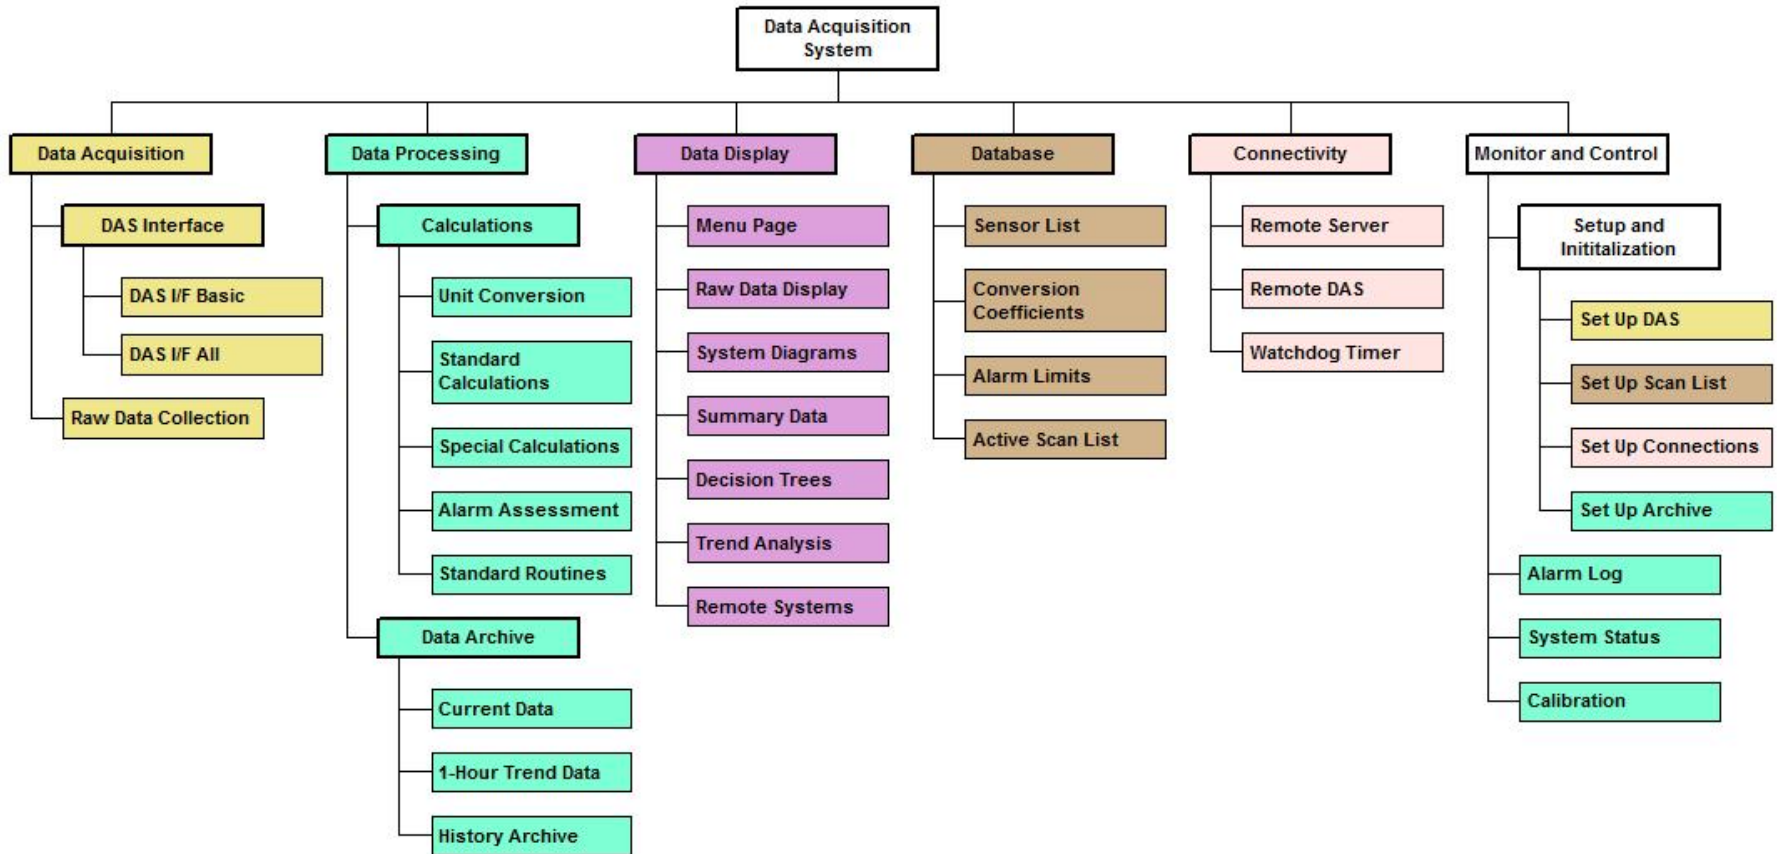 Data Acquisition
System
Data Acquisition
DAS Interface
DAS I/F Basic
DAS I/F All
Raw Data Collection
Data Processing
Calculations
Unit Conversion
Standard
Calculations
Special Calculations
Alarm Assessment
Standard Routines
Data Archive
Current Data
1-Hour Trend Data
History Archive
Data Display
Menu Page
Raw Data Display
System Diagrams
Summary Data
Decision Trees
Trend Analysis
Remote Systems
Database
Sensor List
Conversion
Coefficients
Alarm Limits
Active Scan List
Connectivity
Remote Server
Remote DAS
Watchdog Timer
Monitor and Control
Setup and
Inititalization
Set Up DAS
Set Up Scan List
Set Up Connections
Set Up Archive
Alarm Log
System Status
Calibration